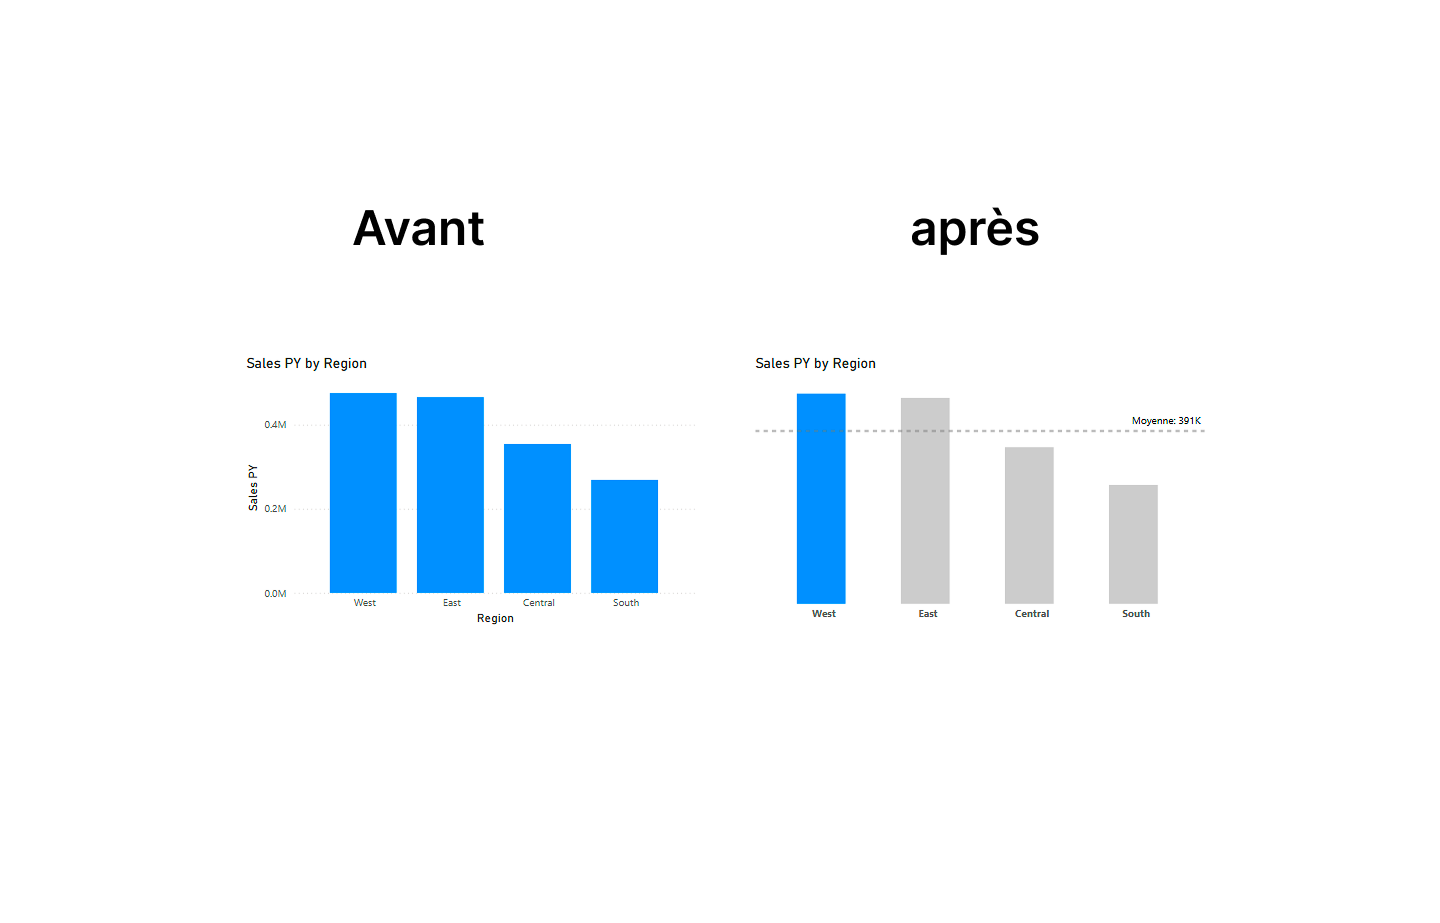 Avant
après
Sales PY by Region
0.4M
0.2M
0.0M
Sales PY
West East Central South
Region
Sales PY by Region
Moyenne: 391K
West East Central South